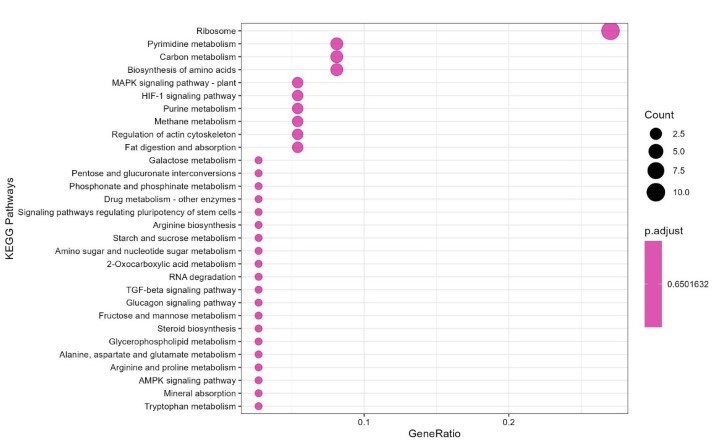 Ribosome
Pyrimidine metabolism
Carbon metabolism
Biosynthesis of amino acids
MAPK signaling pathway - plant
HIF-1 signaling pathway
Purine metabolism
Methane metabolism
Regulation of actin cytoskeleton
Fat digestion and absorption
Galactose metabolism
Pentose and glucuronate interconversions
Phosphonate and phosphinate metabolism
Drug metabolism - other enzymes
Signaling pathways regulating pluripotency of stem cells
Arginine biosynthesis
Starch and sucrose metabolism
Amino sugar and nucleotide sugar metabolism
2-Oxocarboxylic acid metabolism
RNA degradation
TGF-beta signaling pathway
Glucagon signaling pathway
Fructose and mannose metabolism
Steroid biosynthesis
Glycerophospholipid metabolism
Alanine, aspartate and glutamate metabolism
Arginine and proline metabolism
AMPK signaling pathway
Mineral absorption
Tryptophan metabolism
KEGG Pathways
0.1 0.2
GeneRatio
Count
2.5
5.0
7.5
10.0
p.adjust
0.6501632